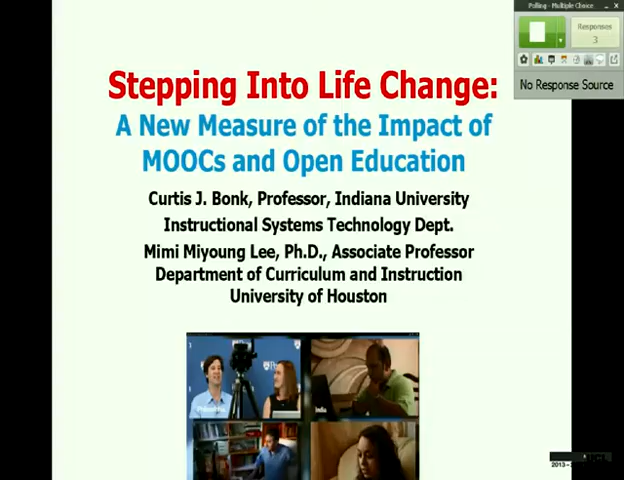 Polling - Multiple Choice
Responses
3
No Response Source
Stepping Into Life Change:
A New Measure of the Impact of
MOOCs and Open Education
Curtis J. Bonk, Professor, Indiana University
Instructional Systems Technology Dept.
Mimi Miyoung Lee, Ph.D., Associate Professor
Department of Curriculum and Instruction
University of Houston
India